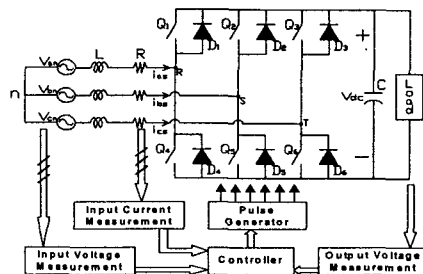 Q1 Q2 Q3
D1 D2 D3
Van L R ias R
n Vbn ibs S
Vcn ics T
+
Vdc C
Load
−
Q4 Q5 Q6
D4 D5 D6
Input Current
Measurement
Pulse
Generator
Input Voltage
Measurement
Controller
Output Voltage
Measurement